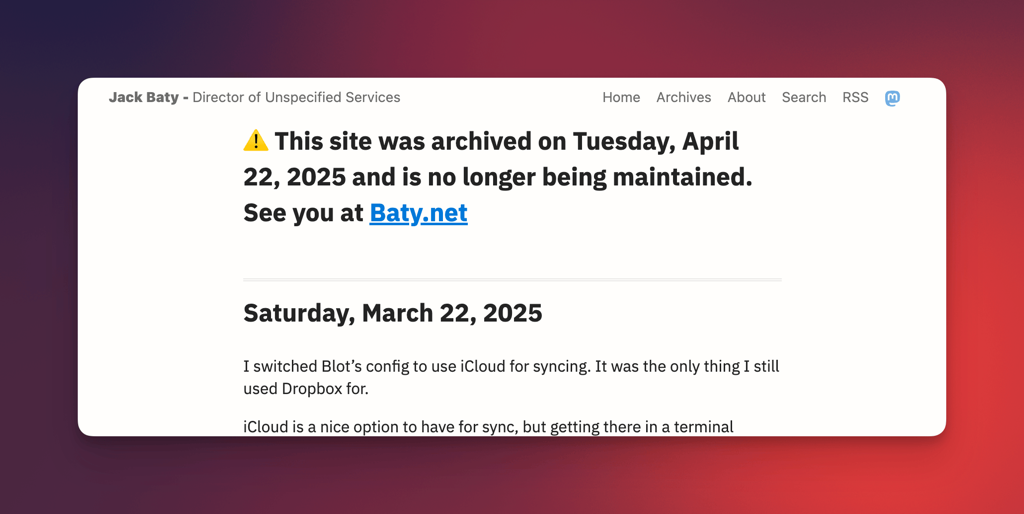 Jack Baty - Director of Unspecified Services Home Archives About Search RSS
⚠️ This site was archived on Tuesday, April
22, 2025 and is no longer being maintained.
See you at Baty.net
Saturday, March 22, 2025
I switched Blot’s config to use iCloud for syncing. It was the only thing I still
used Dropbox for.
iCloud is a nice option to have for sync, but getting there in a terminal